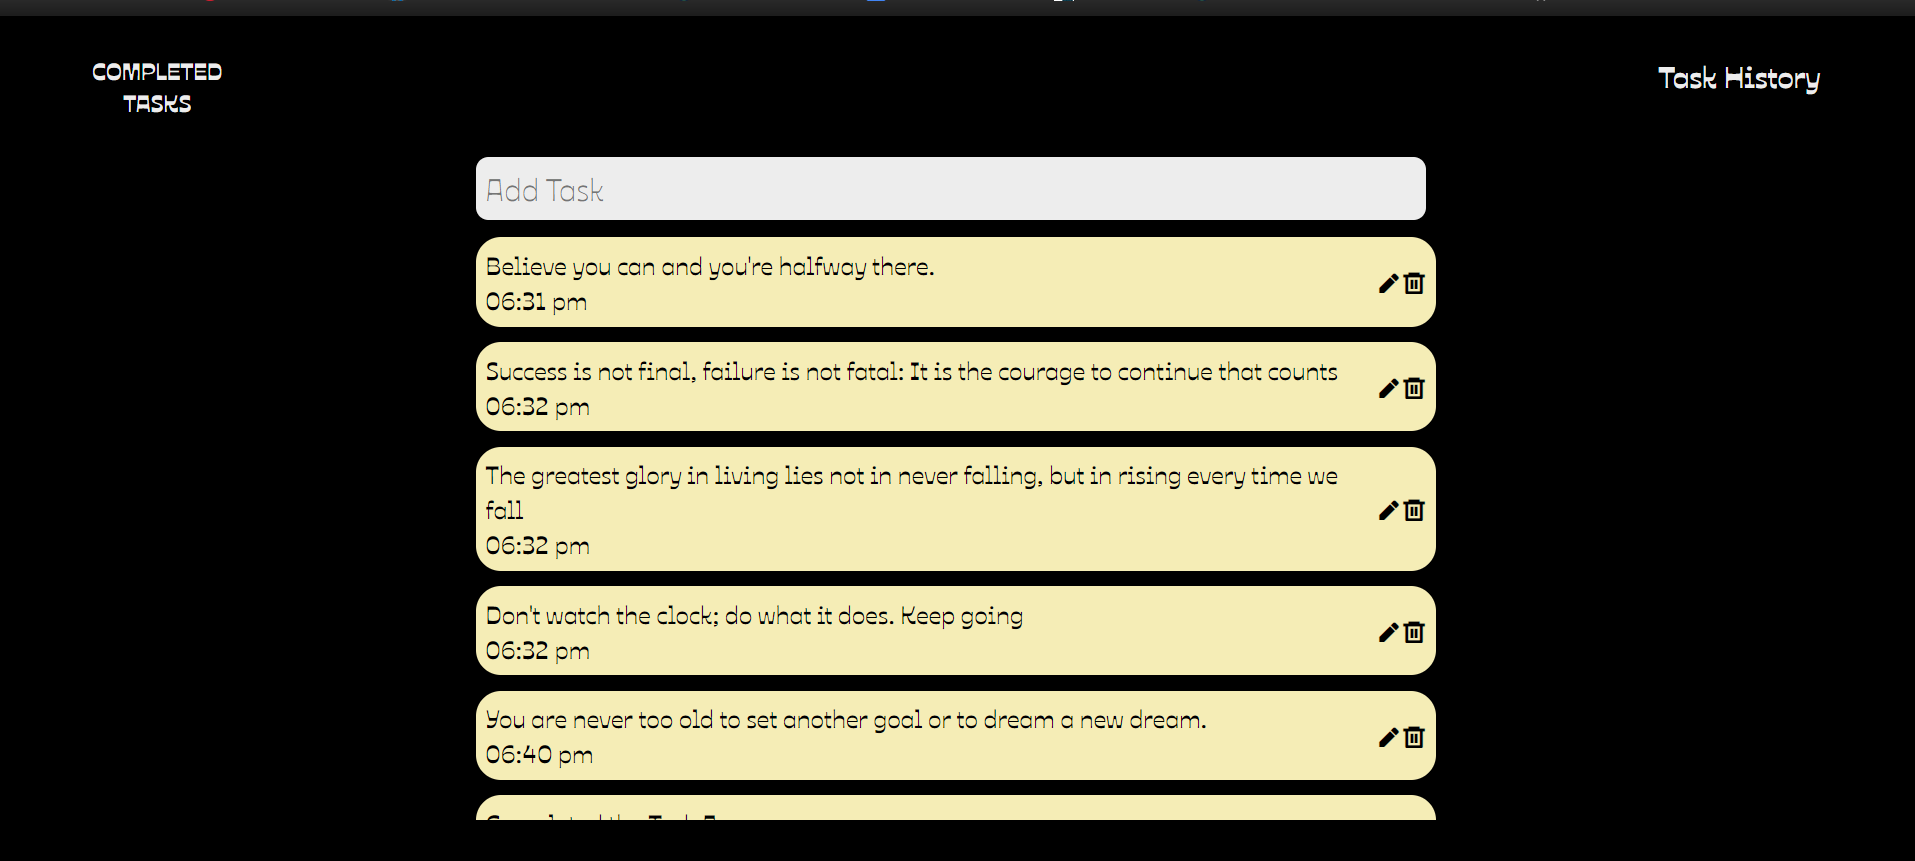 COMPLETED
TASKS
Task History
Add Task
Believe you can and you're halfway there.
06:31 pm
Success is not final, failure is not fatal: It is the courage to continue that counts
06:32 pm
The greatest glory in living lies not in never falling, but in rising every time we
fall
06:32 pm
Don't watch the clock; do what it does. Keep going
06:32 pm
You are never too old to set another goal or to dream a new dream.
06:40 pm